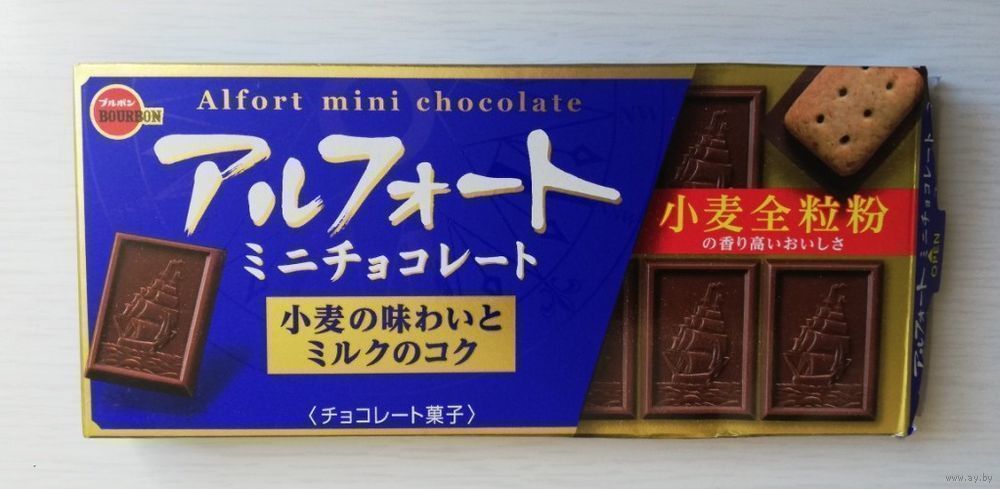 ブルボン
BOURBON
Alfort mini chocolate
アルフォート
ミニチョコレート
小麦の味わいと
ミルクのコク
〈チョコレート菓子〉
小麦全粒粉
の香り高いおいしさ
アルフォートミニチョコレート
OPEN
www.ay.by